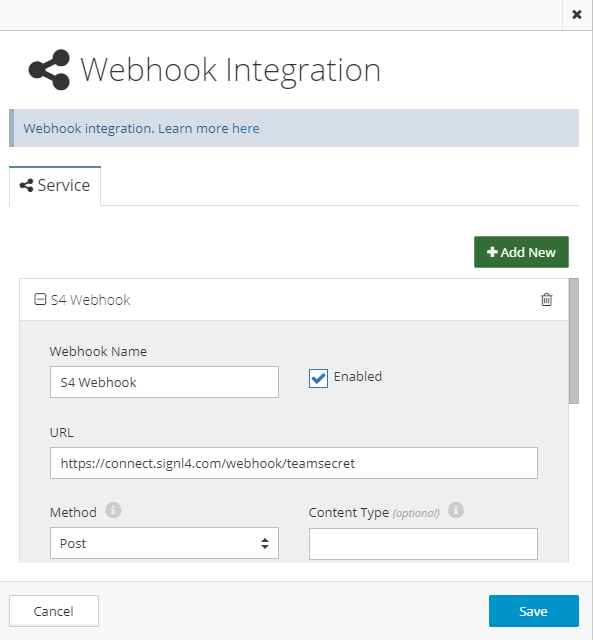 Webhook Integration
Webhook integration. Learn more here
Service
Add New
S4 Webhook
Webhook Name
S4 Webhook
Enabled
URL
https://connect.signl4.com/webhook/teamsecret
Method
Content Type (optional)
Post
Cancel
Save